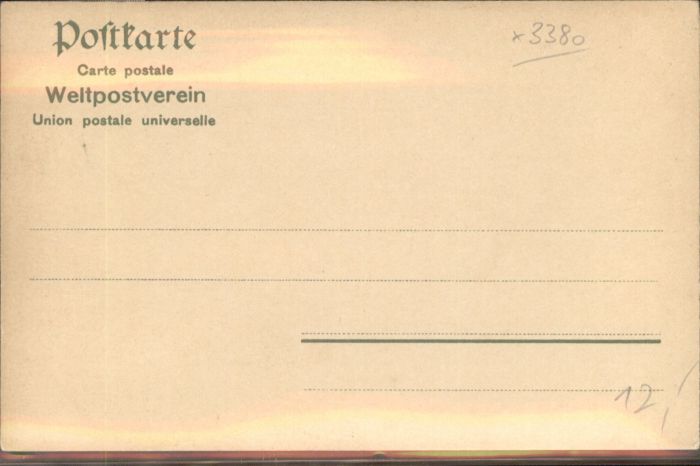 Postkarte
Carte postale
Weltpostverein
Union postale universelle
x3380
12,/